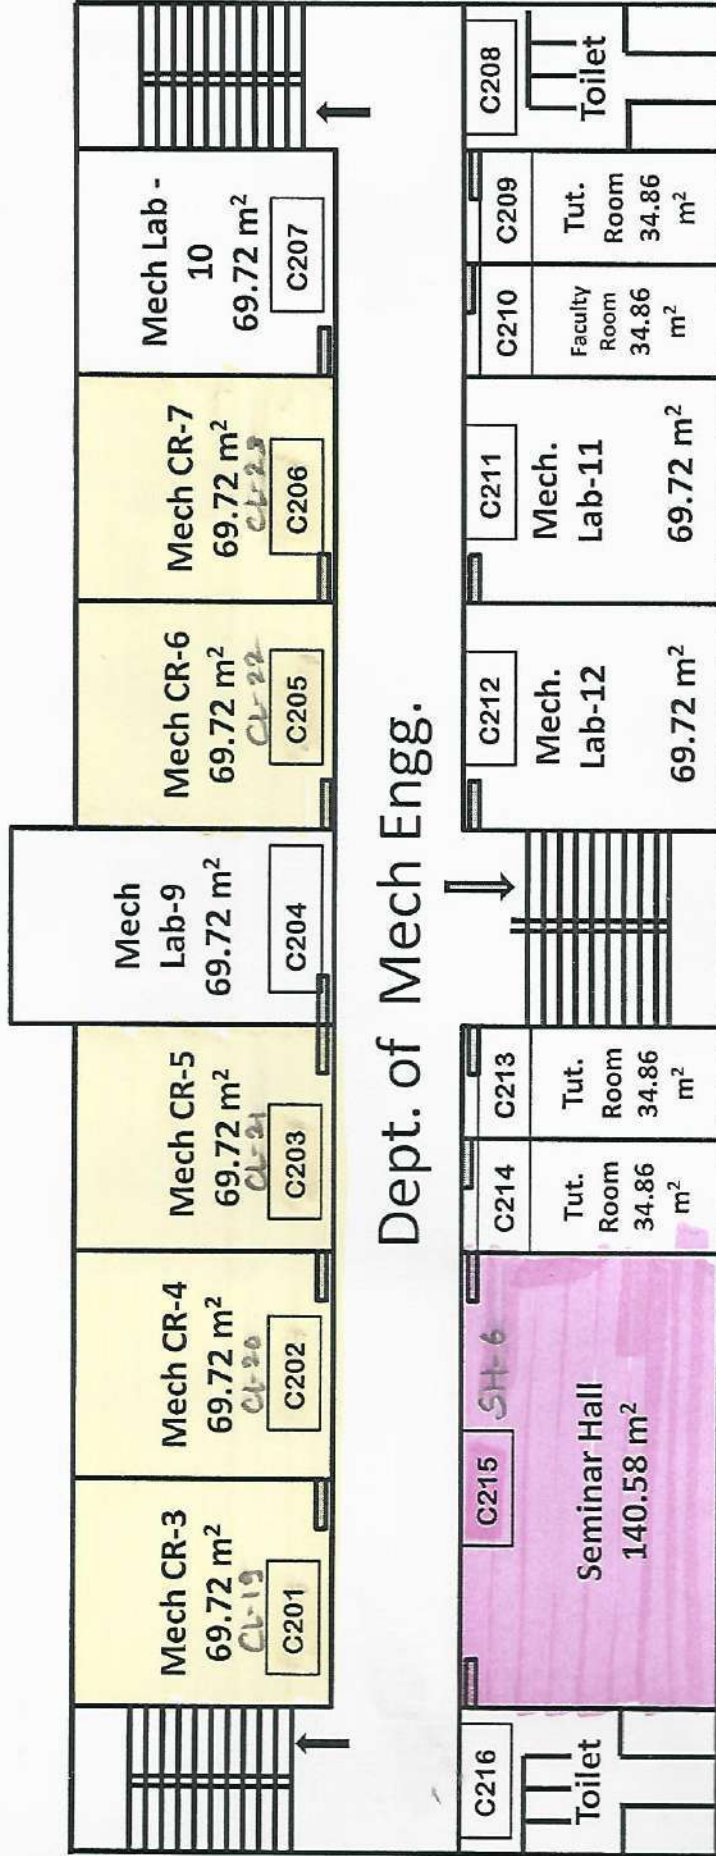 Mech CR-3
69.72 m²
CL-19
C201
Mech CR-4
69.72 m²
CL-20
C202
Mech CR-5
69.72 m²
CL-21
C203
Mech
Lab-9
69.72 m²
C204
Mech CR-6
69.72 m²
CL-22
C205
Mech CR-7
69.72 m²
CL-23
C206
Mech Lab -
10
69.72 m²
C207
Dept. of Mech Engg.
C216
Toilet
C215
SH-6
Seminar Hall
140.58 m²
C214
Tut.
Room
34.86
m²
C213
Tut.
Room
34.86
m²
C212
Mech.
Lab-12
69.72 m²
C211
Mech.
Lab-11
69.72 m²
C210
Faculty
Room
34.86
m²
C209
Tut.
Room
34.86
m²
C208
Toilet